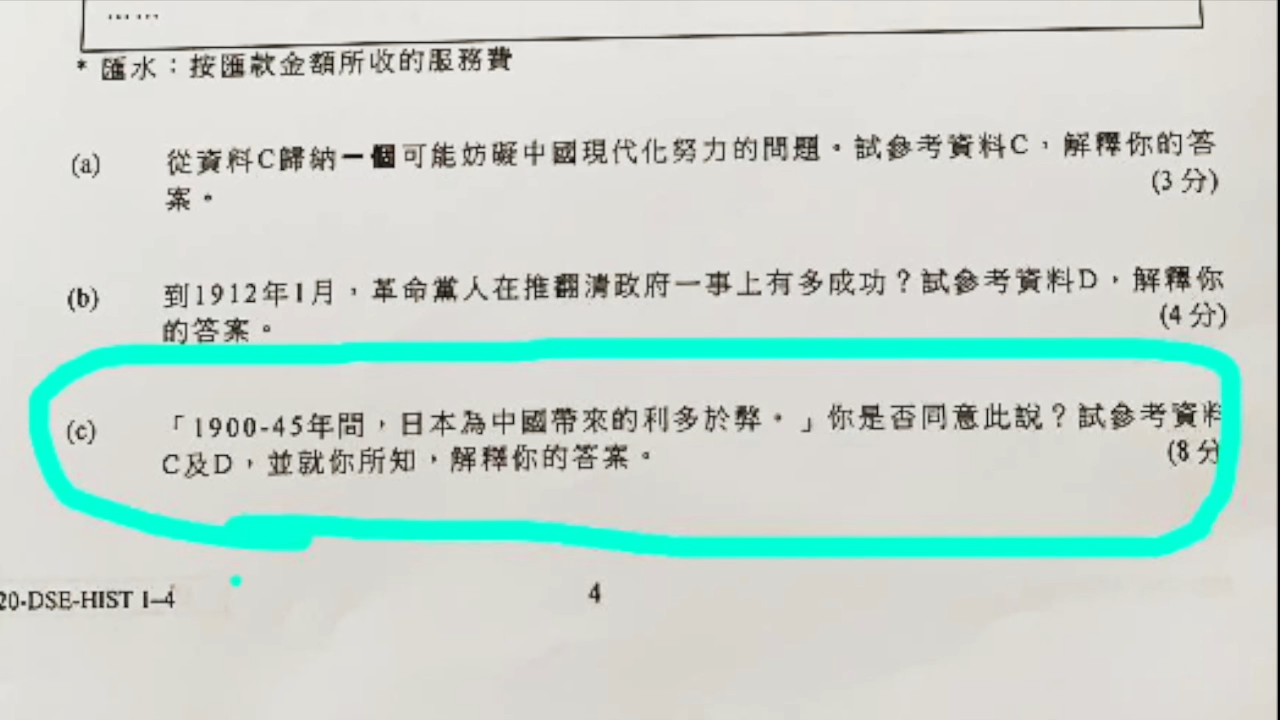 * 匯水：按匯款金額所收的服務費
(a) 從資料C歸納一個可能妨礙中國現代化努力的問題。試參考資料C，解釋你的答
案。 (3 分)
(b) 到1912年1月，革命黨人在推翻清政府一事上有多成功？試參考資料D，解釋你
的答案。 (4 分)
(c) 「1900-45年間，日本為中國帶來的利多於弊。」你是否同意此說？試參考資料
C及D，並就你所知，解釋你的答案。 (8 分
20-DSE-HIST 1–4 4